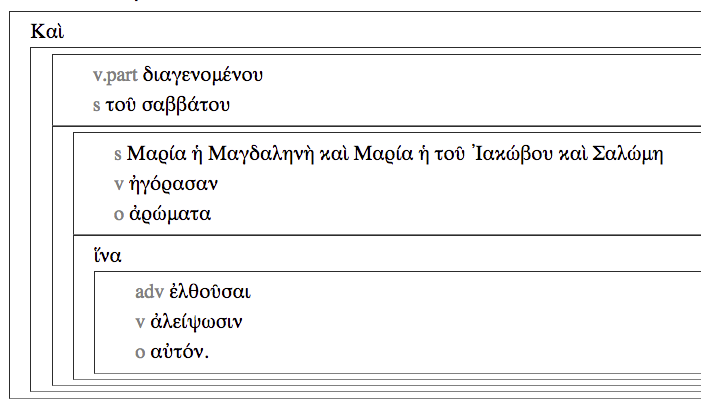 Καὶ
v.part διαγενομένου
s τοῦ σαββάτου
s Μαρία ἡ Μαγδαληνὴ καὶ Μαρία ἡ τοῦ Ἰακώβου καὶ Σαλώμη
v ἠγόρασαν
o ἀρώματα
ἵνα
adv ἐλθοῦσαι
v ἀλείψωσιν
o αὐτόν.